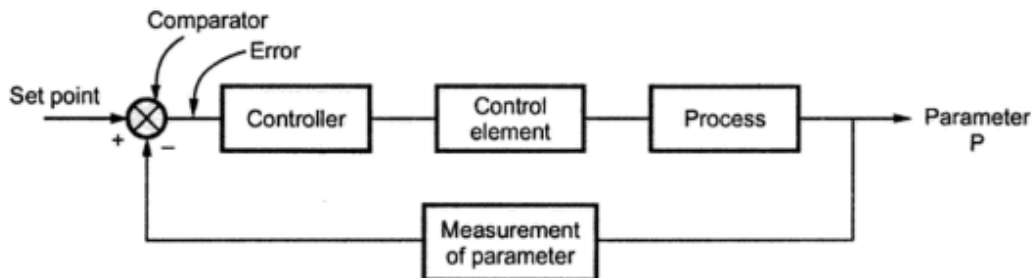 Comparator
Error
Set point
+
−
Controller
Control
element
Process
Parameter
P
Measurement
of parameter